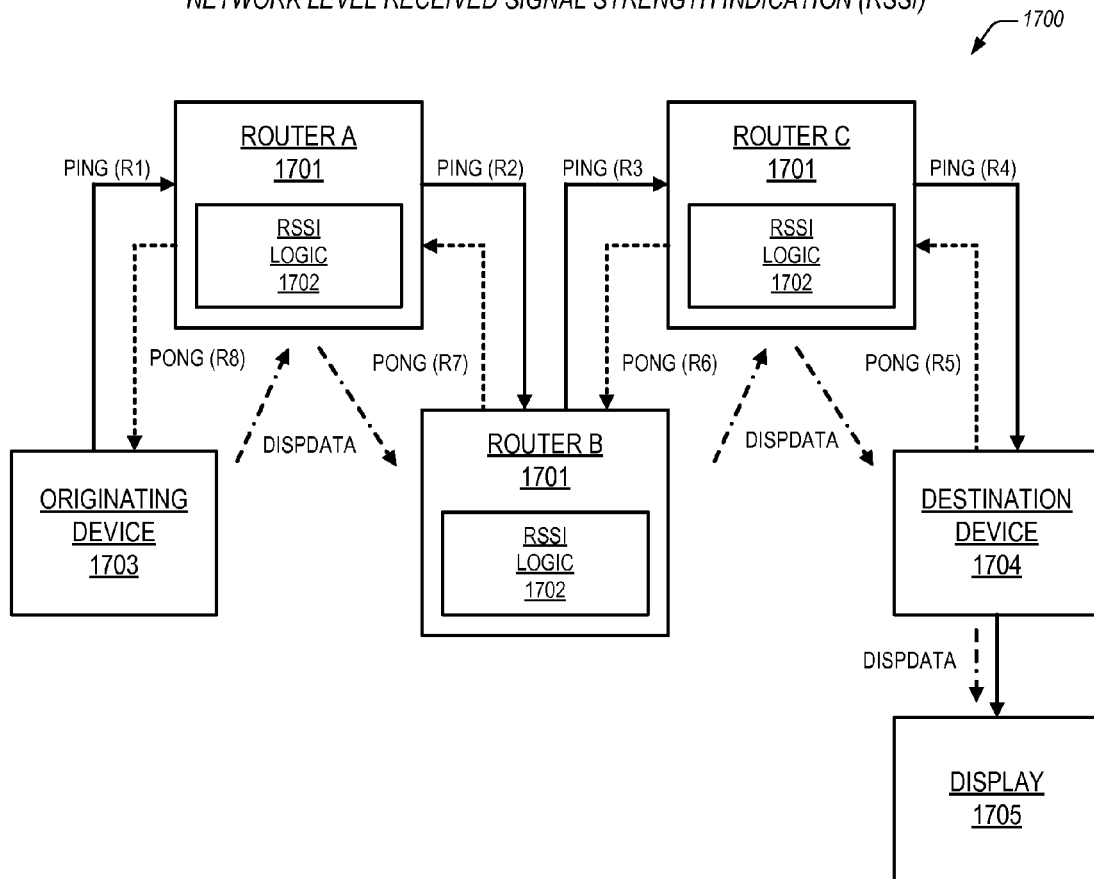 NETWORK LEVEL RECEIVED SIGNAL STRENGTH INDICATION (RSSI)
1700
ROUTER A
1701
RSSI
LOGIC
1702
ROUTER C
1701
RSSI
LOGIC
1702
PING (R1)
PING (R2)
PING (R3
PING (R4)
PONG (R8)
PONG (R7)
PONG (R6)
PONG (R5)
DISPDATA
DISPDATA
ORIGINATING
DEVICE
1703
ROUTER B
1701
RSSI
LOGIC
1702
DESTINATION
DEVICE
1704
DISPDATA
DISPLAY
1705